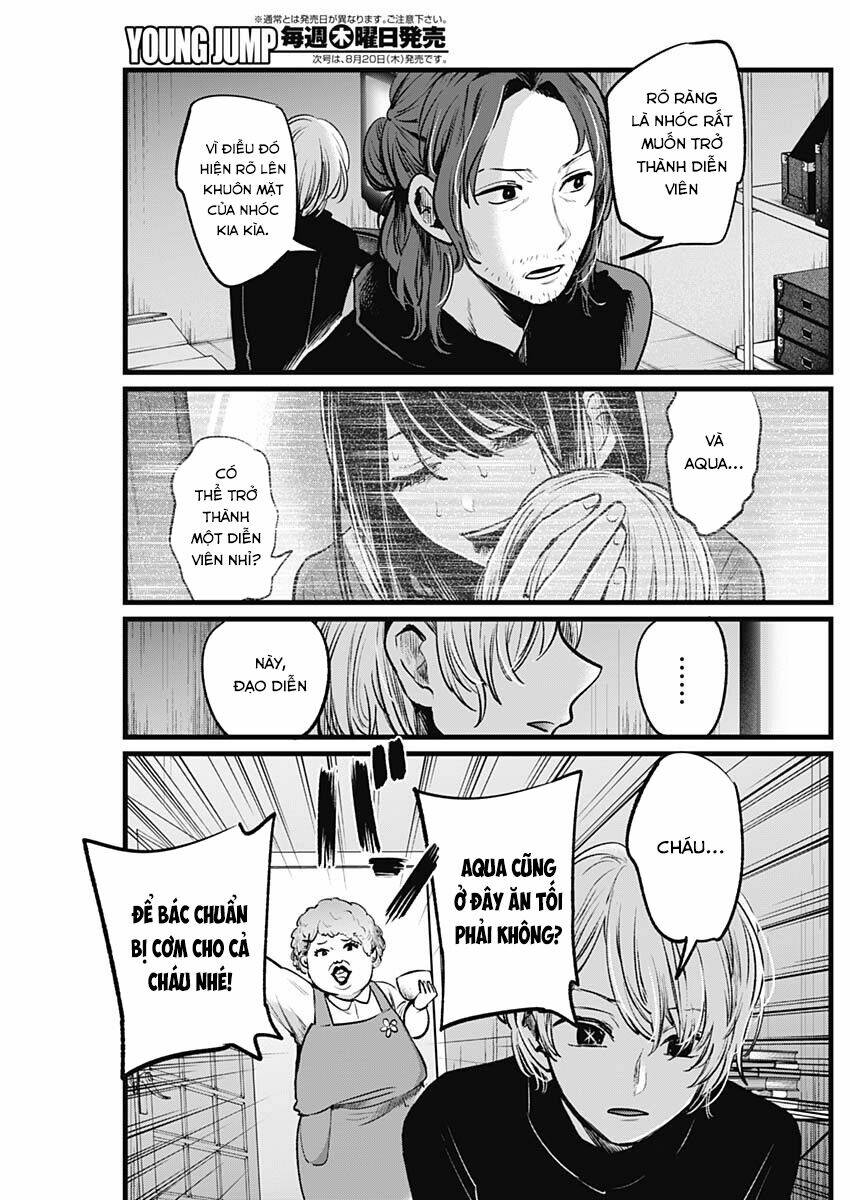 ※通常とは発売日が異なります。ご注意下さい。
YOUNG JUMP 毎週木曜日発売
次号は、8月20日(木)発売です。
RÕ RÀNG
LÀ NHÓC RẤT
MUỐN TRỞ
THÀNH DIỄN
VIÊN
VÌ ĐIỀU ĐÓ
HIỆN RÕ LÊN
KHUÔN MẶT
CỦA NHÓC
KIA KÌA.
VÀ
AQUA...
CÓ
THỂ TRỞ
THÀNH
MỘT DIỄN
VIÊN NHỈ?
......
NÀY,
ĐẠO DIỄN
CHÁU...
AQUA CŨNG
Ở ĐÂY ĂN TỐI
PHẢI KHÔNG?
ĐỂ BÁC CHUẨN
BỊ CƠM CHO CẢ
CHÁU NHÉ!